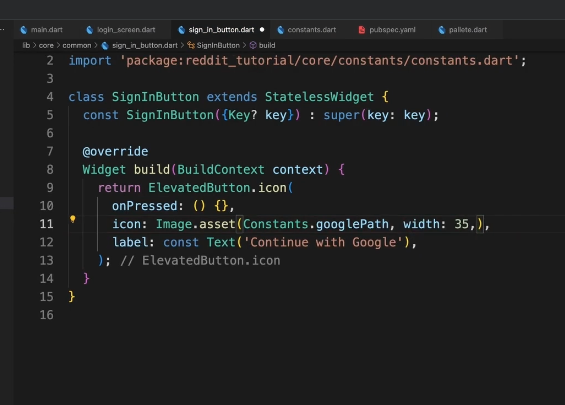 main.dart login_screen.dart sign_in_button.dart constants.dart pubspec.yaml pallete.dart
lib > core > common > sign_in_button.dart > SignInButton > build
2 import 'package:reddit_tutorial/core/constants/constants.dart';
3
4 class SignInButton extends StatelessWidget {
5 const SignInButton({Key? key}) : super(key: key);
6
7 @override
8 Widget build(BuildContext context) {
9 return ElevatedButton.icon(
10 onPressed: () {},
11 icon: Image.asset(Constants.googlePath, width: 35,),
12 label: const Text('Continue with Google'),
13 ); // ElevatedButton.icon
14 }
15 }
16